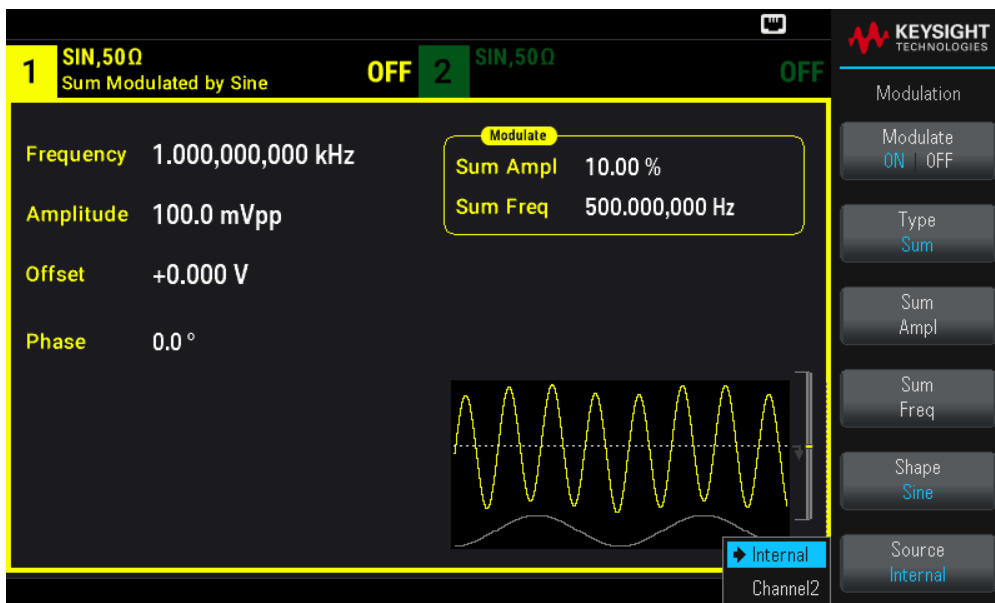 KEYSIGHT
TECHNOLOGIES
1 SIN,50Ω
Sum Modulated by Sine
OFF
2 SIN,50Ω
OFF
Modulation
Frequency 1.000,000,000 kHz
Amplitude 100.0 mVpp
Offset +0.000 V
Phase 0.0 °
Modulate
Sum Ampl 10.00 %
Sum Freq 500.000,000 Hz
Modulate
ON | OFF
Type
Sum
Sum
Ampl
Sum
Freq
Shape
Sine
Source
Internal
Internal
Channel2